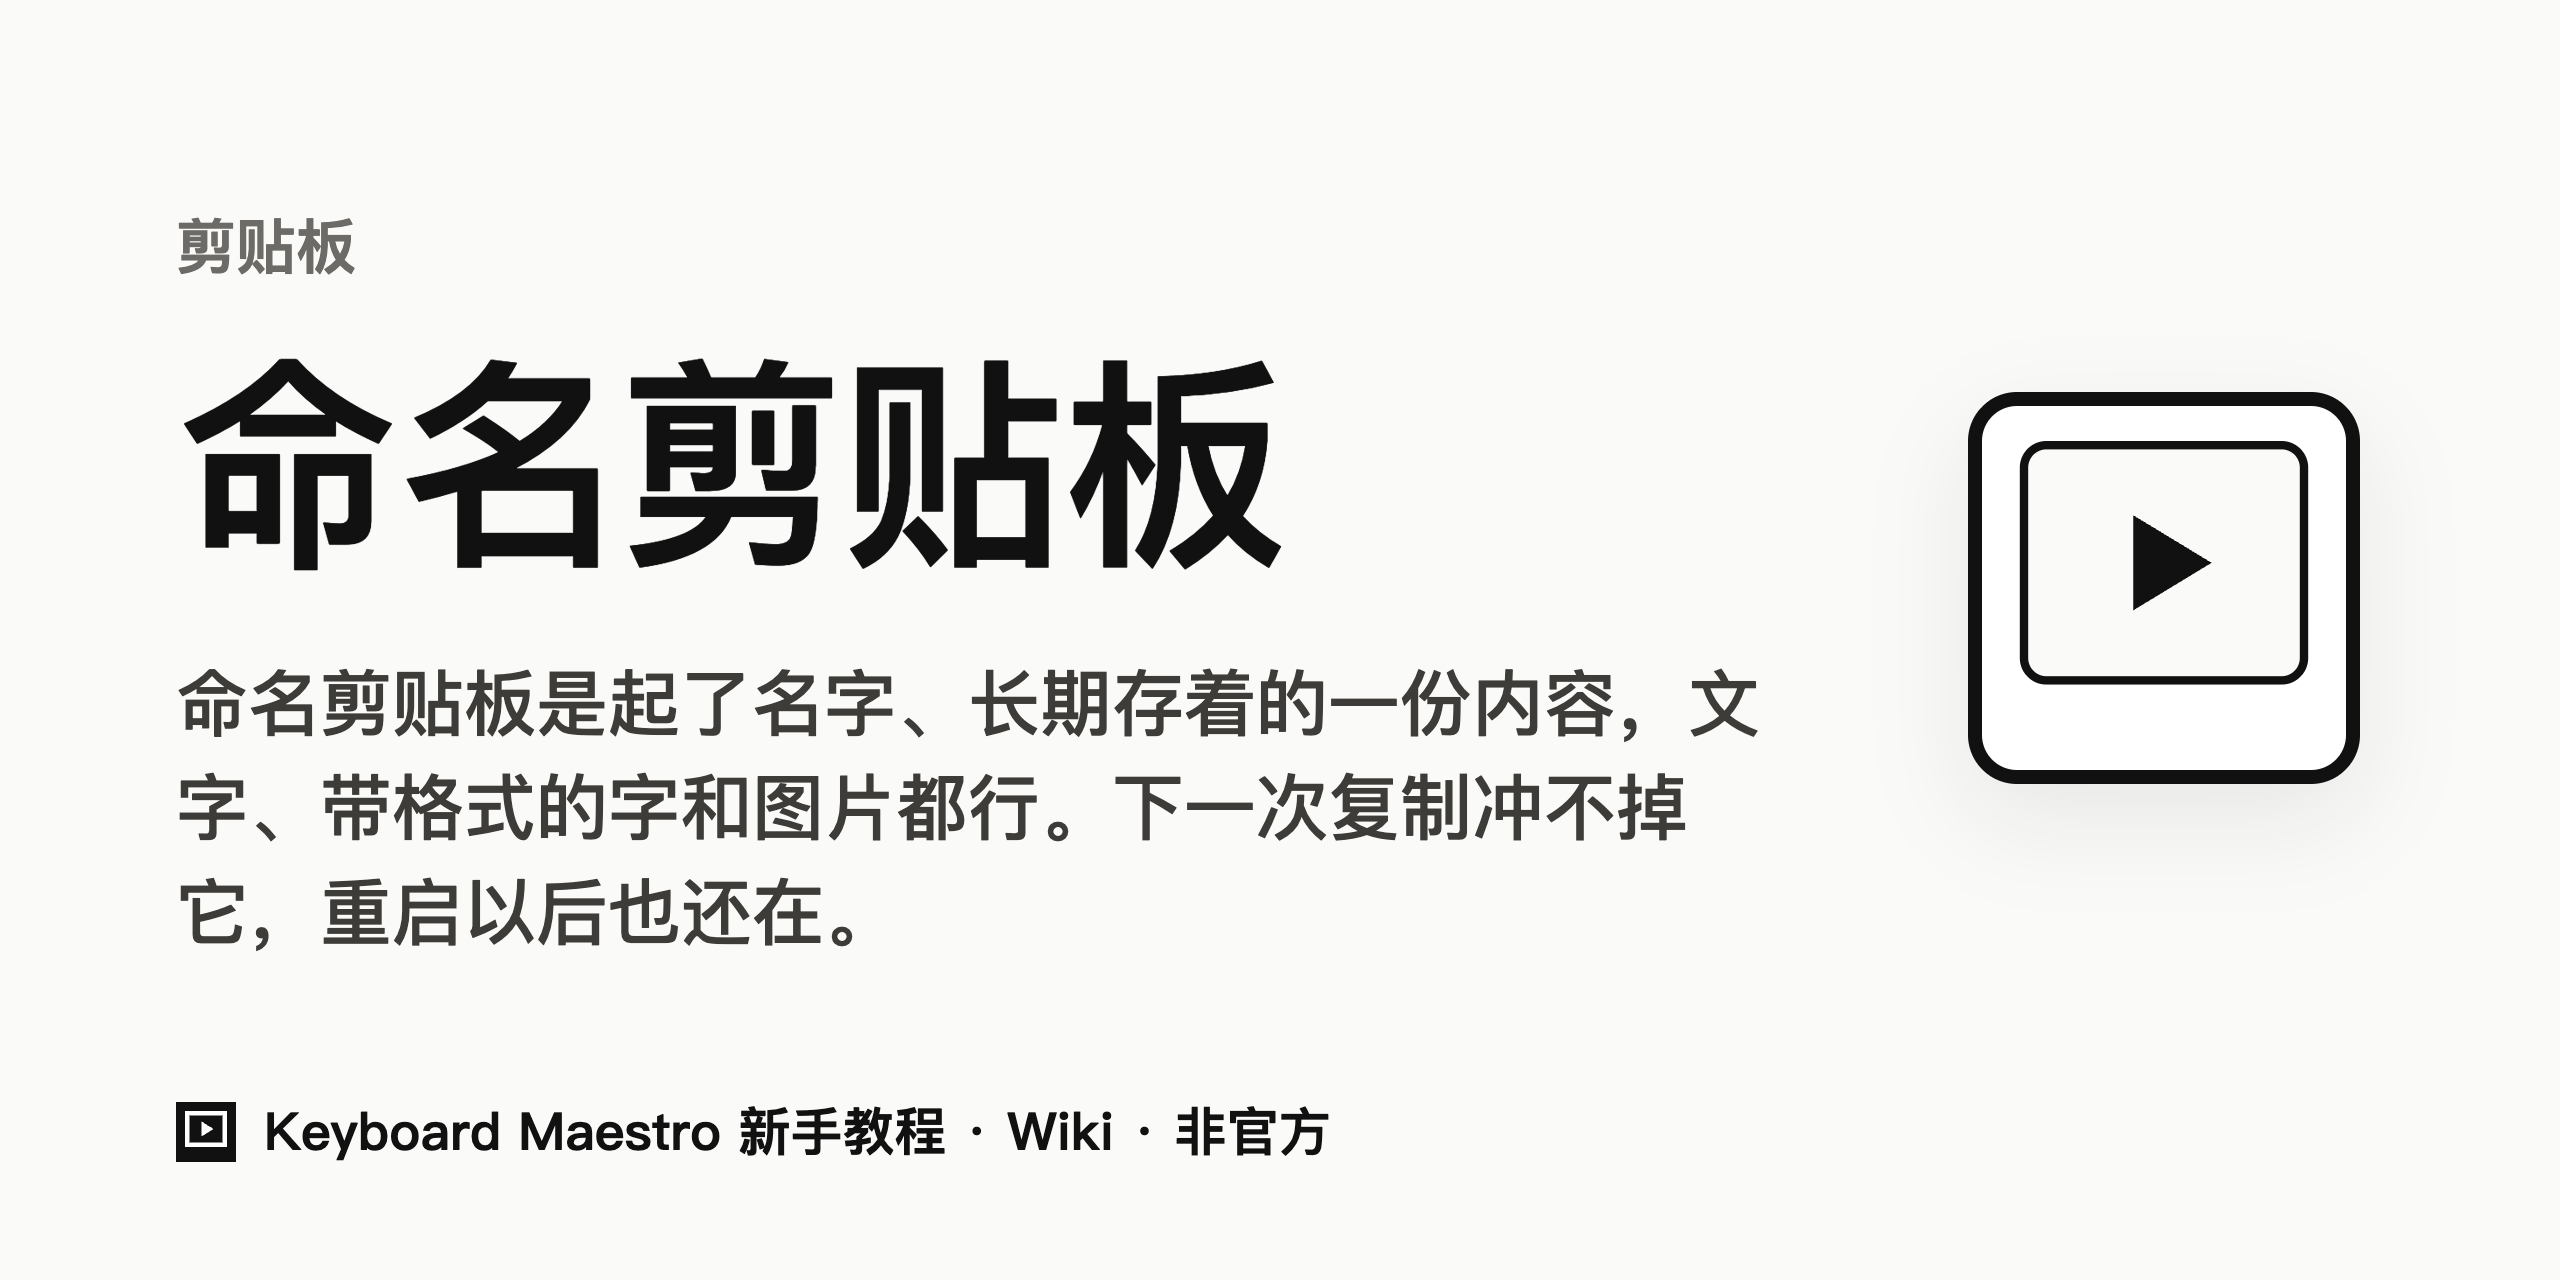 剪贴板
命名剪贴板
命名剪贴板是起了名字、长期存着的一份内容，文
字、带格式的字和图片都行。下一次复制冲不掉
它，重启以后也还在。
Keyboard Maestro 新手教程 · Wiki · 非官方